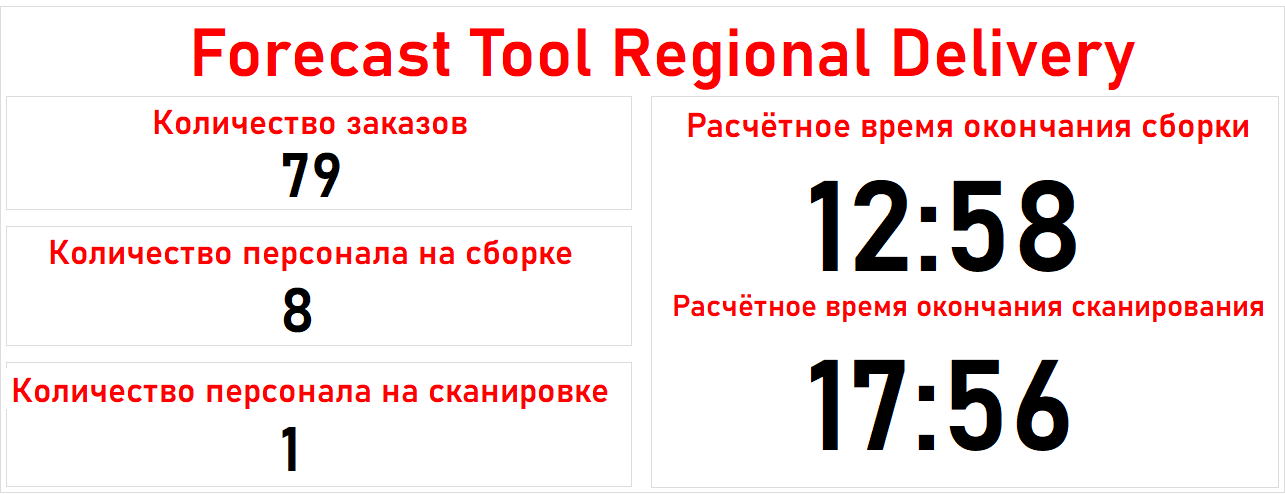 Forecast Tool Regional Delivery
Количество заказов
79
Количество персонала на сборке
8
Количество персонала на сканировке
1
Расчётное время окончания сборки
12:58
Расчётное время окончания сканирования
17:56